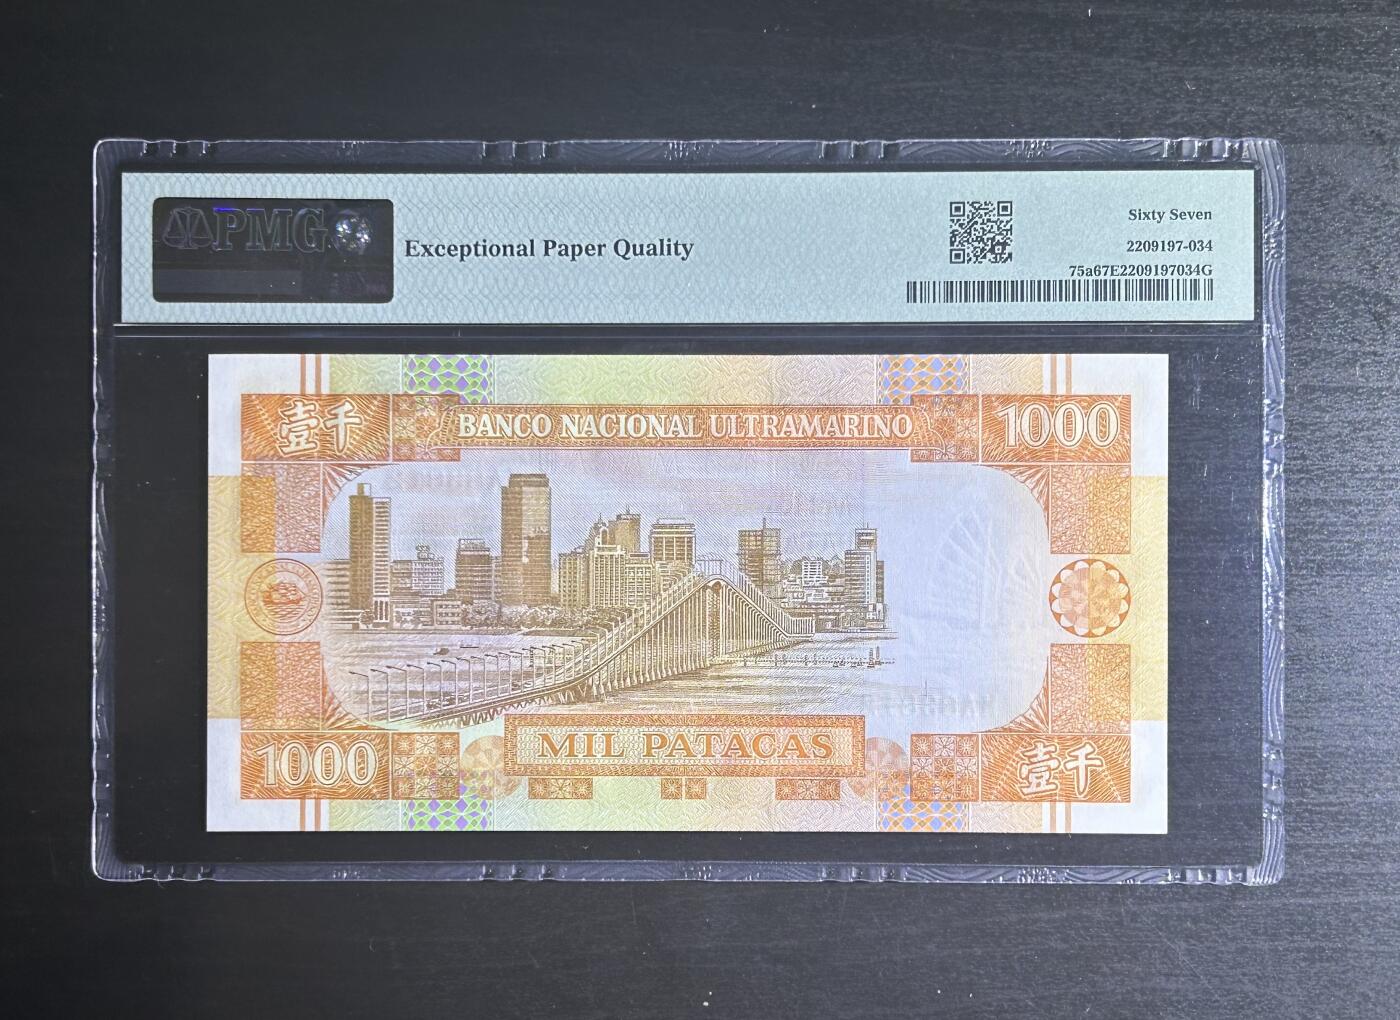 PMG
Exceptional Paper Quality
Sixty Seven
2209197-034
75a67E2209197034G
壹千
BANCO NACIONAL ULTRAMARINO
1000
1000
MIL PATACAS
壹千